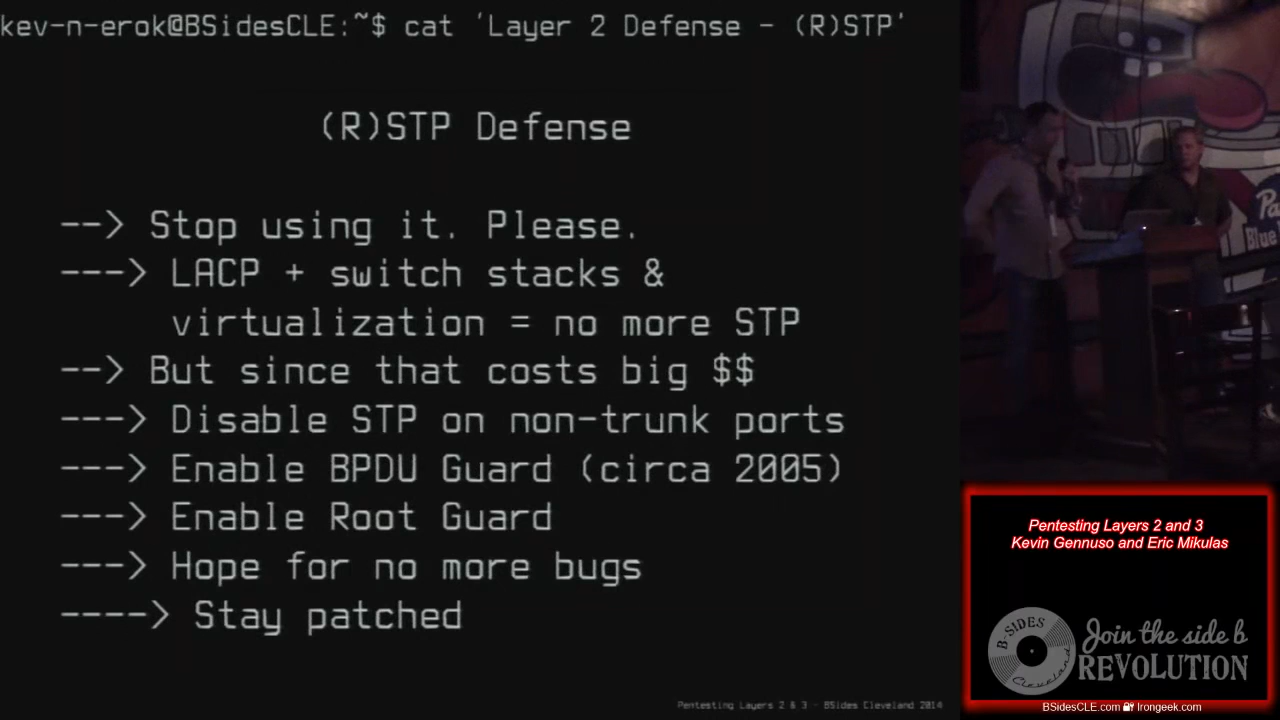 kev-n-erok@BSidesCLE:~$ cat 'Layer 2 Defense - (R)STP'
(R)STP Defense
--> Stop using it. Please.
---> LACP + switch stacks &
virtualization = no more STP
--> But since that costs big $$
---> Disable STP on non-trunk ports
---> Enable BPDU Guard (circa 2005)
---> Enable Root Guard
---> Hope for no more bugs
----> Stay patched
Pentesting Layers 2 & 3 - BSides Cleveland 2014
Blue
Pentesting Layers 2 and 3
Kevin Gennuso and Eric Mikulas
B-SIDES
Cleveland
Join the side b
REVOLUTION
BSidesCLE.com Irongeek.com